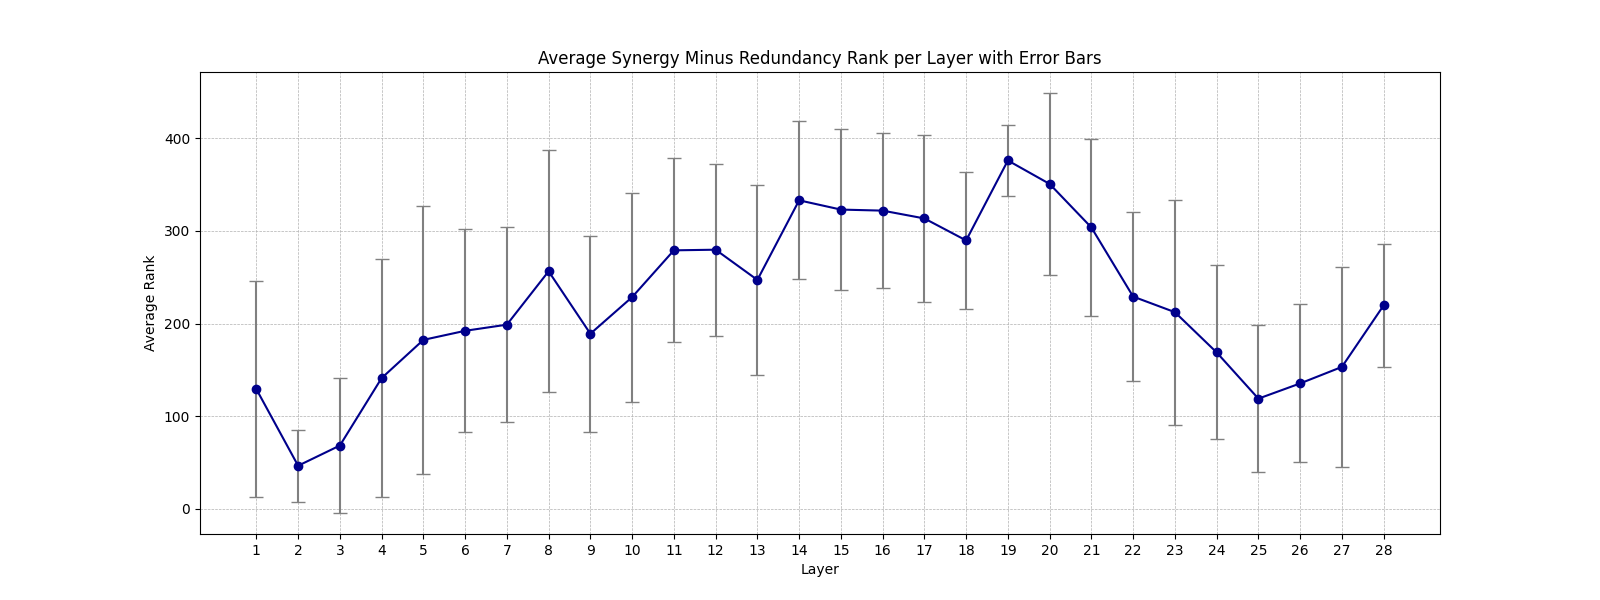 Average Synergy Minus Redundancy Rank per Layer with Error Bars
400
300
200
100
0
Average Rank
1 2 3 4 5 6 7 8 9 10 11 12 13 14 15 16 17 18 19 20 21 22 23 24 25 26 27 28
Layer